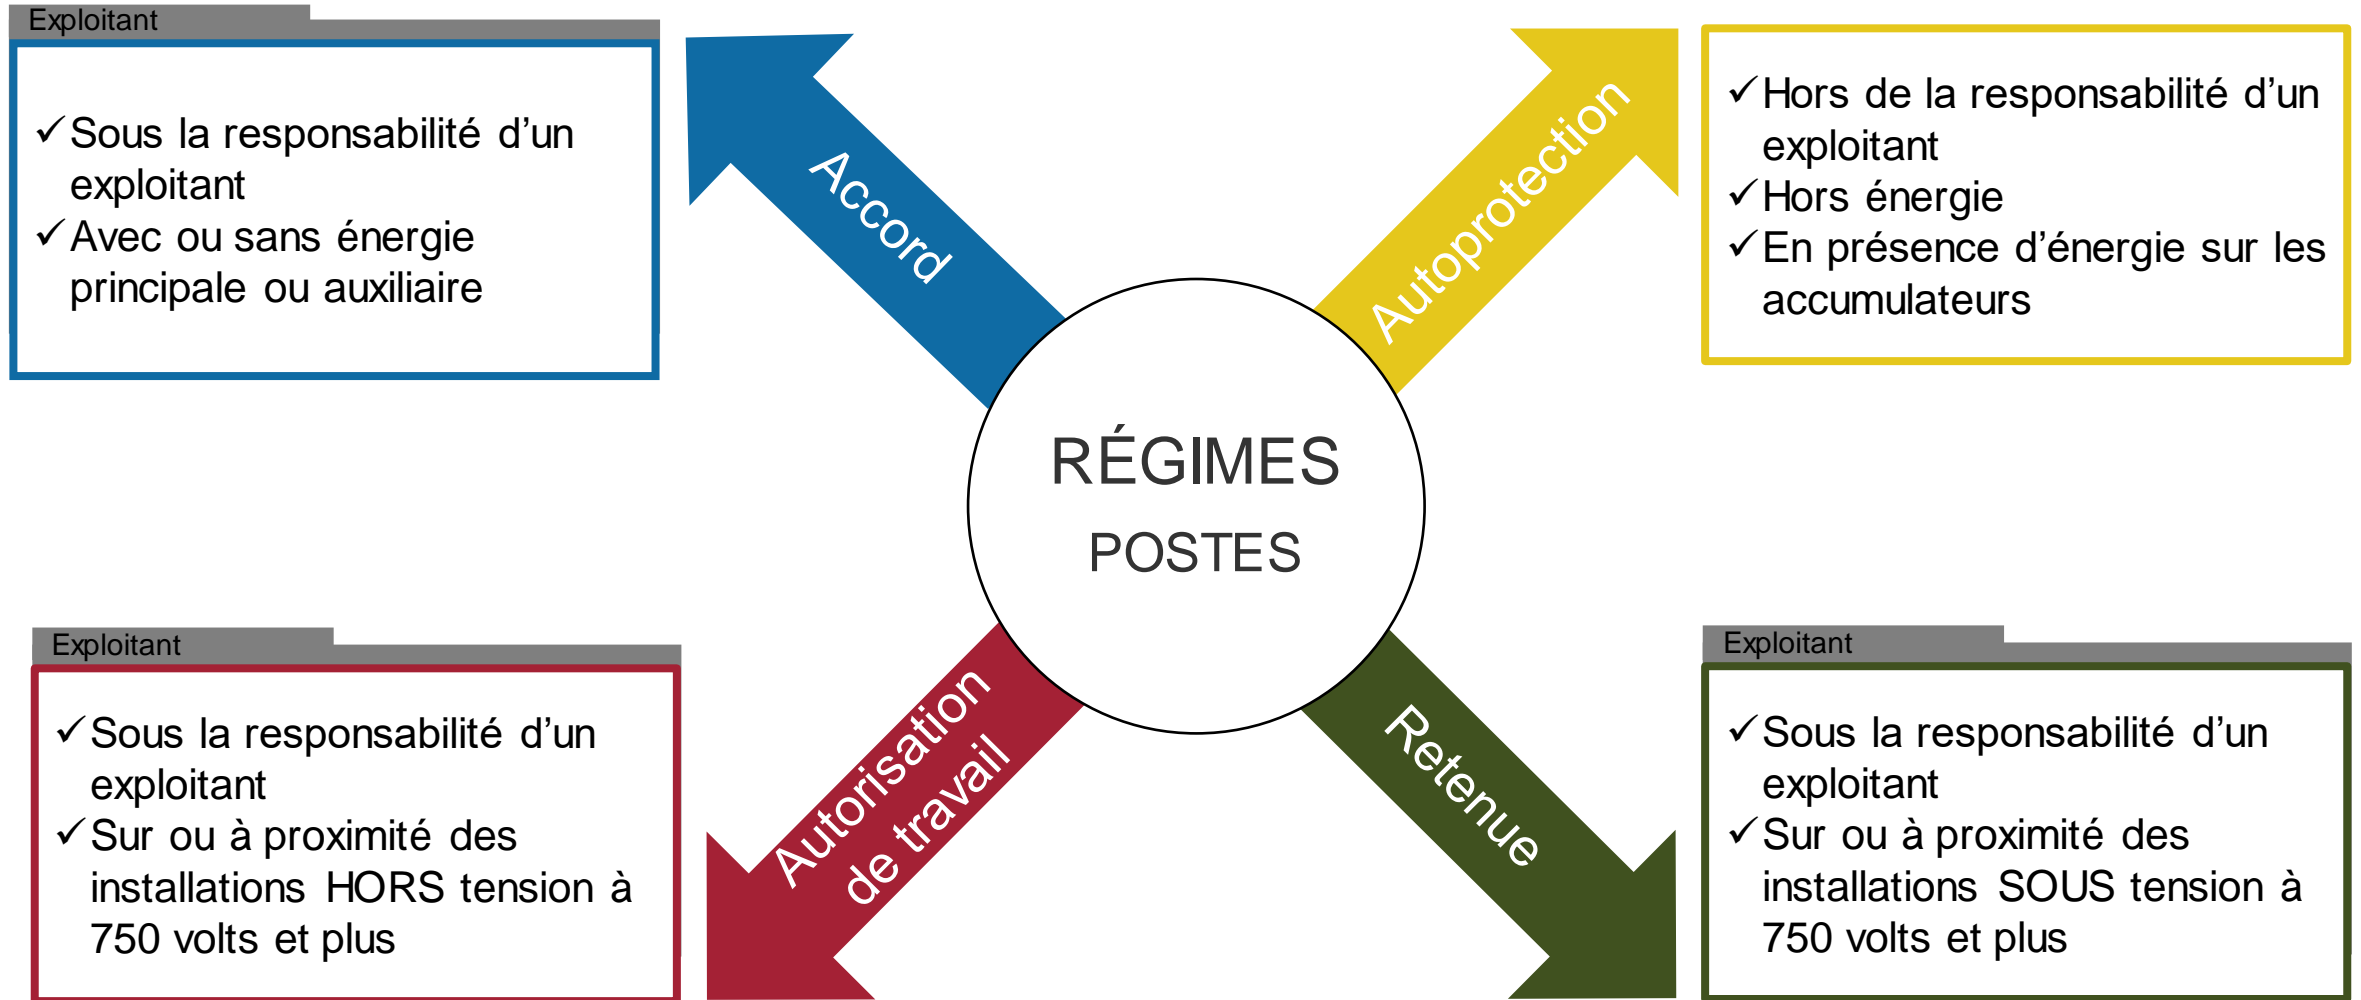 Exploitant
✓Sous la responsabilité d’un
exploitant
✓Avec ou sans énergie
principale ou auxiliaire
Accord
Autoprotection
✓Hors de la responsabilité d’un
exploitant
✓Hors énergie
✓En présence d’énergie sur les
accumulateurs
RÉGIMES
POSTES
Exploitant
✓Sous la responsabilité d’un
exploitant
✓Sur ou à proximité des
installations HORS tension à
750 volts et plus
Autorisation
de travail
Retenue
Exploitant
✓Sous la responsabilité d’un
exploitant
✓Sur ou à proximité des
installations SOUS tension à
750 volts et plus